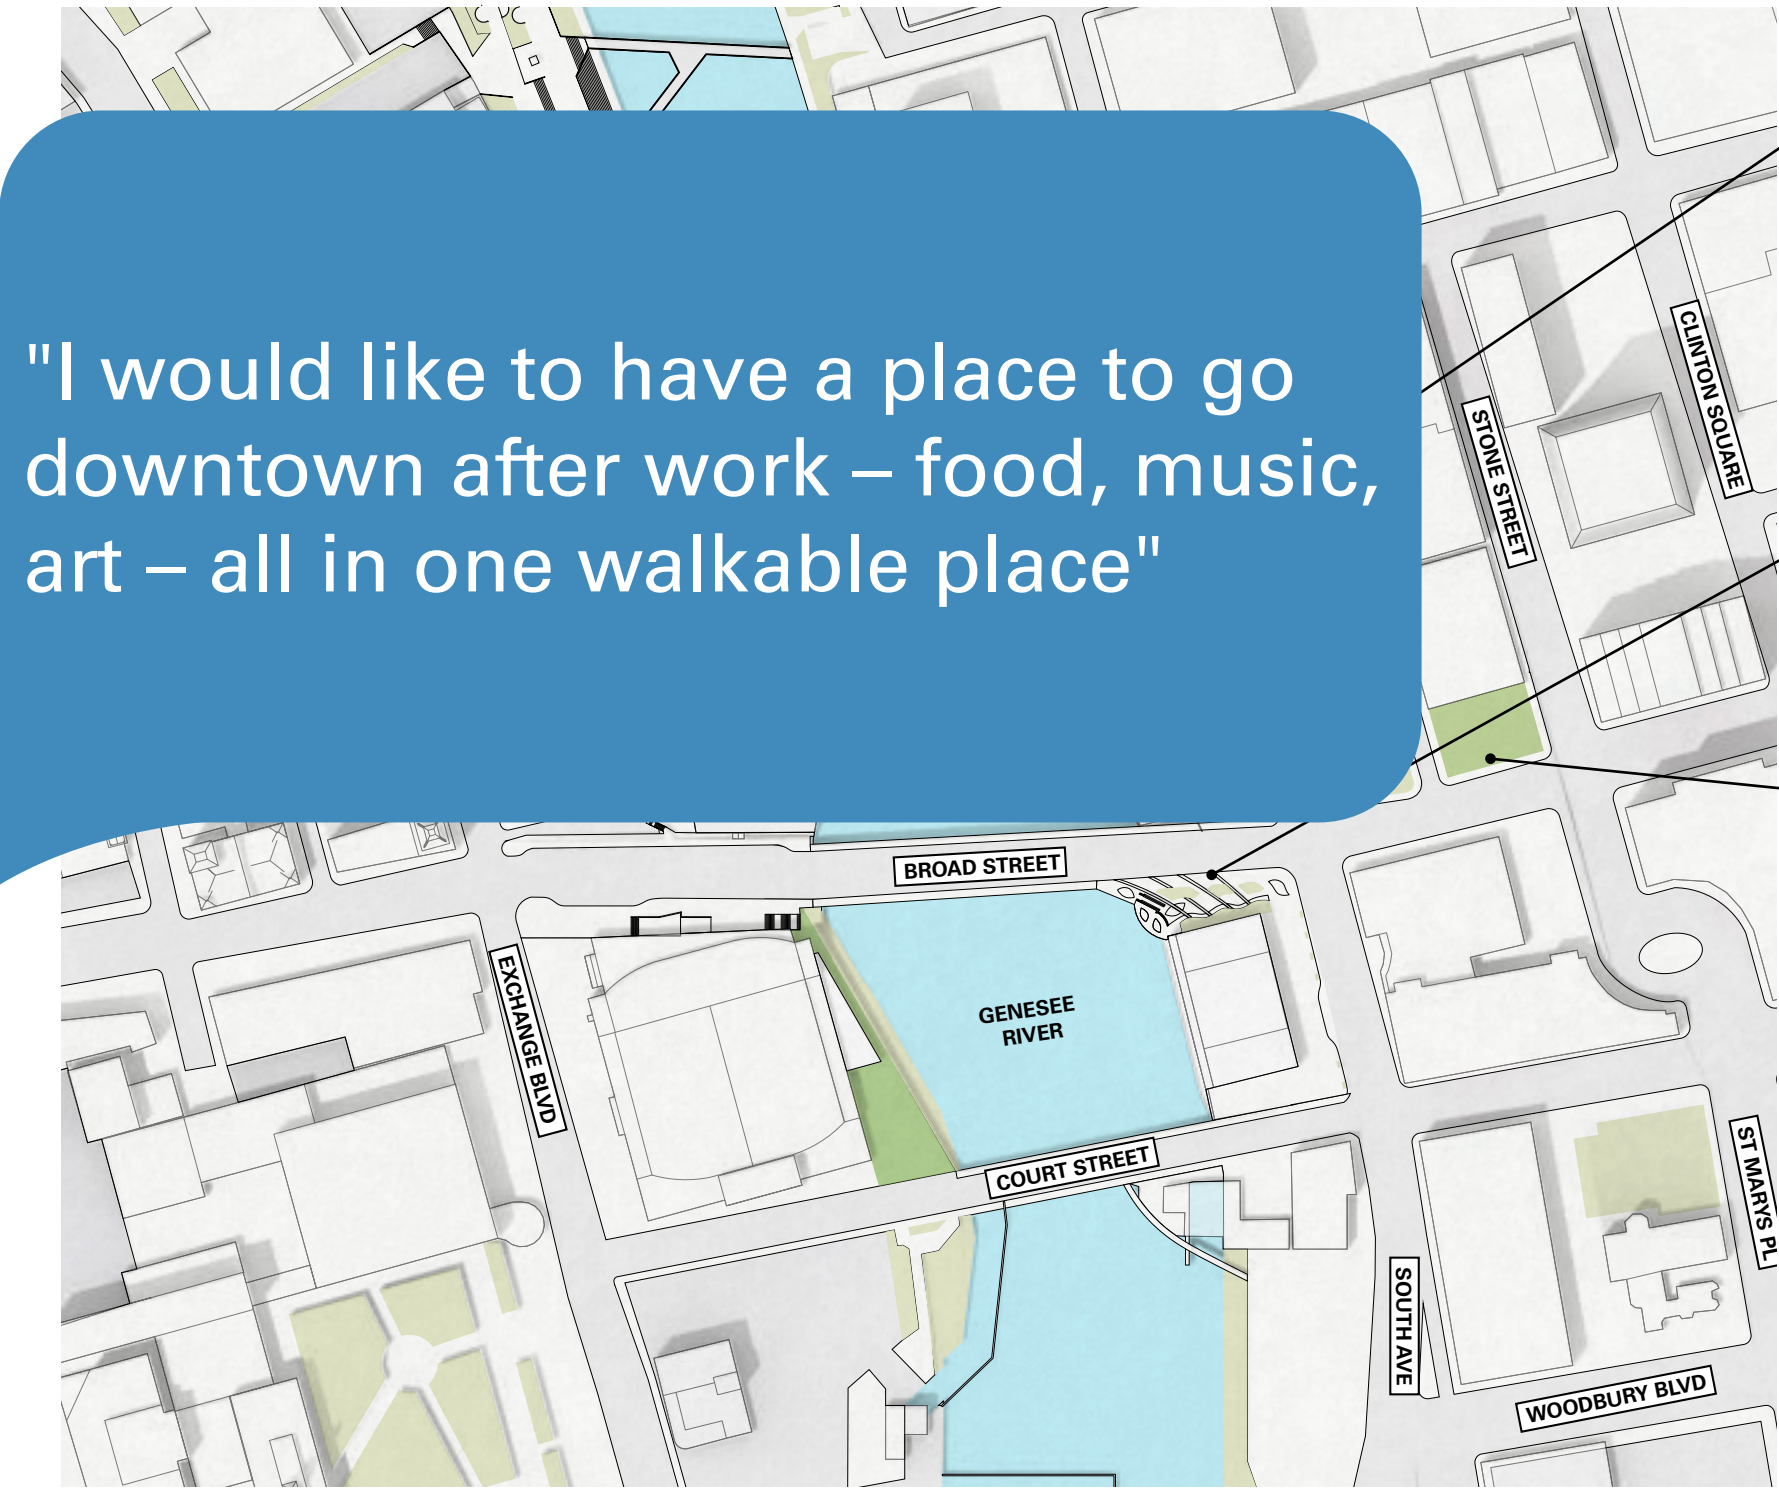 "I would like to have a place to go
downtown after work – food, music,
art – all in one walkable place"
CLINTON SQUARE
STONE STREET
BROAD STREET
EXCHANGE BLVD
GENESEE
RIVER
COURT STREET
ST MARYS PL
SOUTH AVE
WOODBURY BLVD